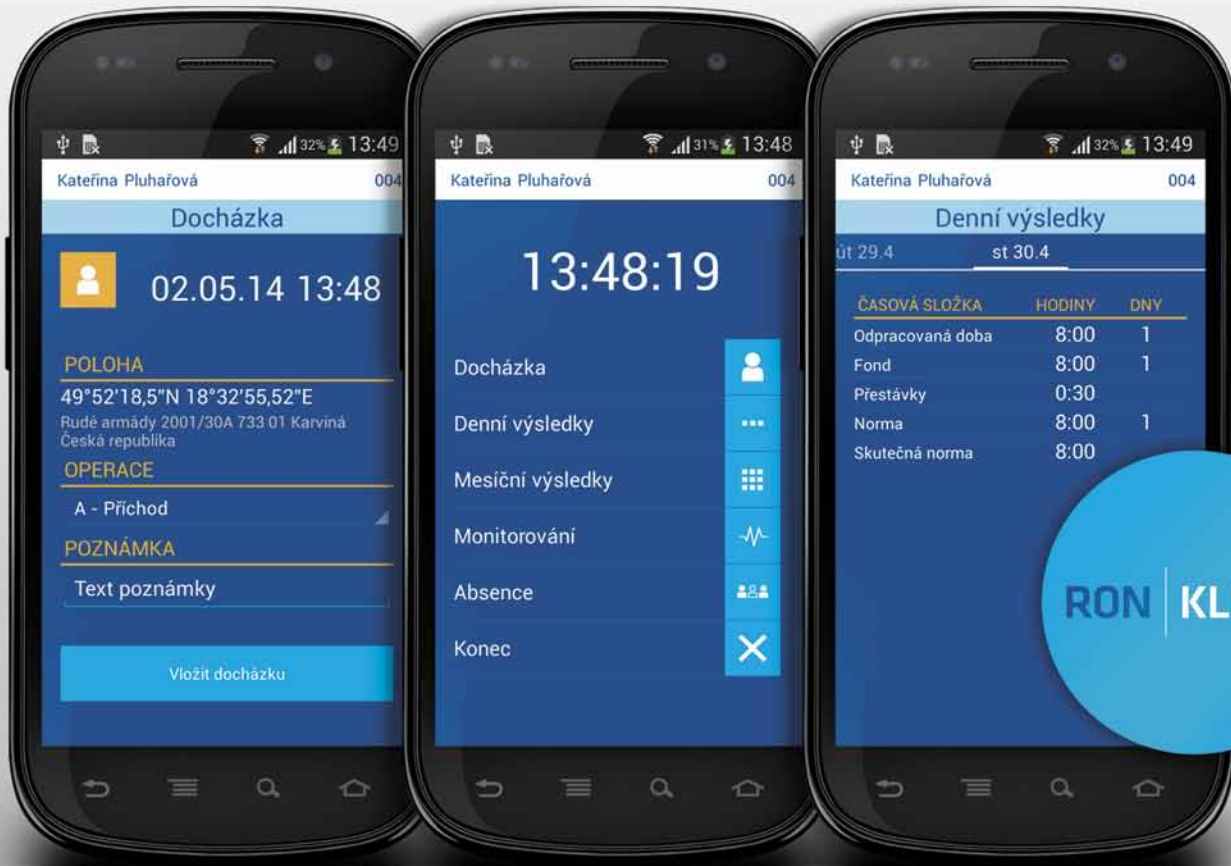 32% 13:49
Kateřina Pluhařová 004
Docházka
02.05.14 13:48
POLOHA
49°52'18,5"N 18°32'55,52"E
Rudé armády 2001/30A 733 01 Karviná
Česká republika
OPERACE
A - Příchod
POZNÁMKA
Text poznámky
Vložit docházku
31% 13:48
Kateřina Pluhařová 004
13:48:19
Docházka
Denní výsledky
Mesíční výsledky
Monitorování
Absence
Konec
32% 13:49
Kateřina Pluhařová 004
Denní výsledky
út 29.4 st 30.4
ČASOVÁ SLOŽKA HODINY DNY
Odpracovaná doba 8:00 1
Fond 8:00 1
Přestávky 0:30
Norma 8:00 1
Skutečná norma 8:00
RON KL